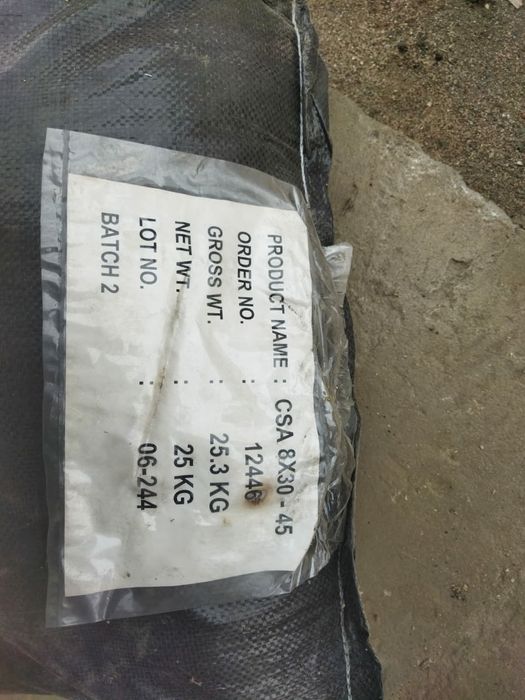 PRODUCT NAME : CSA 8X30 - 45
ORDER NO. : 12446
GROSS WT. : 25.3 KG
NET WT. : 25 KG
LOT NO. : 06-244
BATCH 2